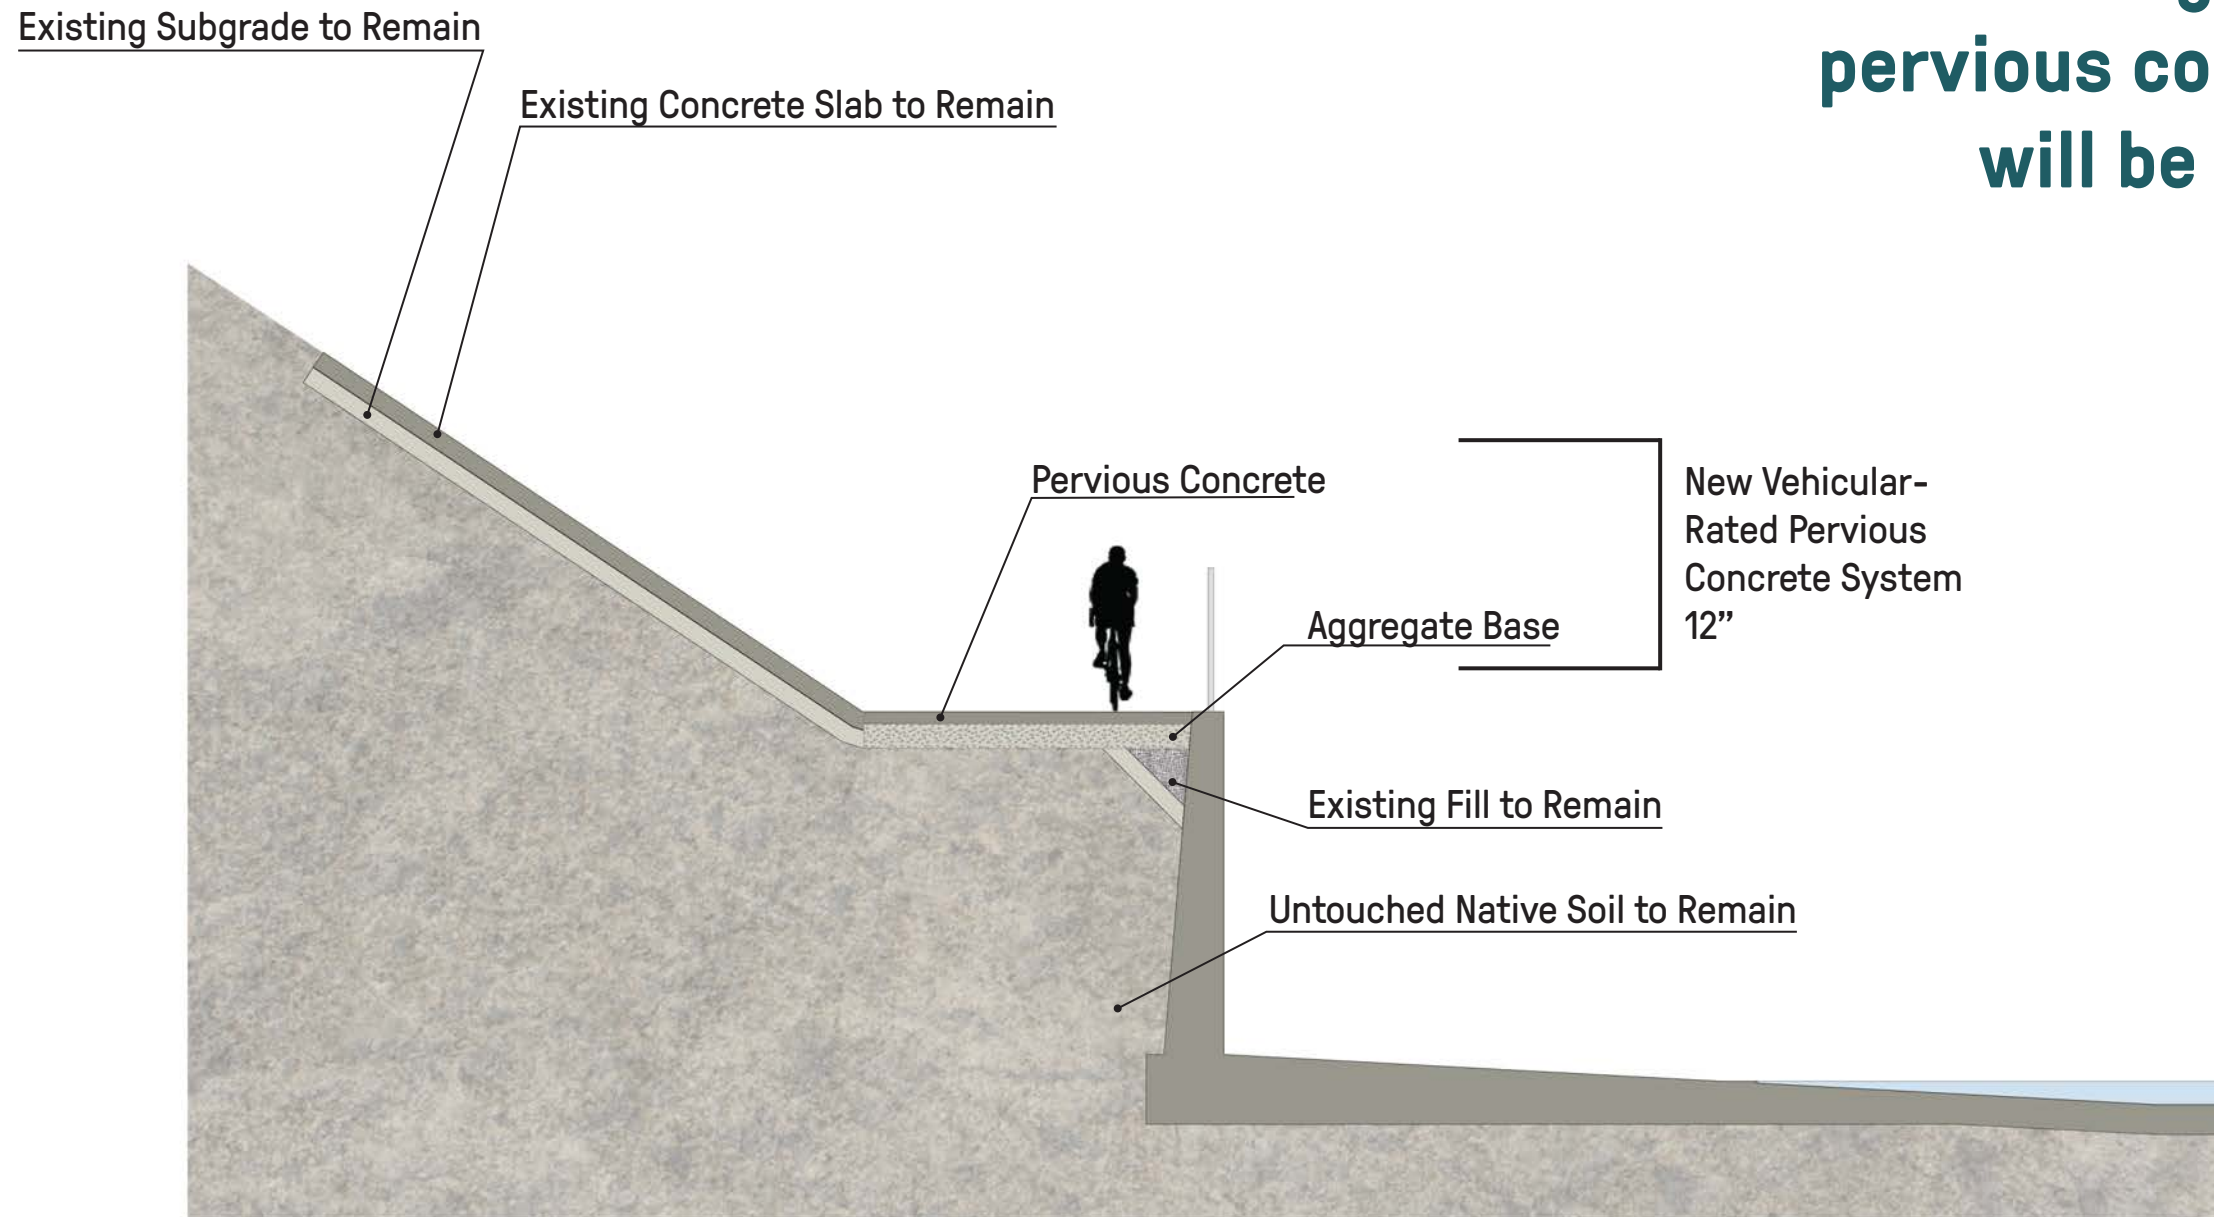 Existing Subgrade to Remain
Existing Concrete Slab to Remain
pervious co
will be
Pervious Concrete
New Vehicular-
Rated Pervious
Concrete System
12”
Aggregate Base
Existing Fill to Remain
Untouched Native Soil to Remain